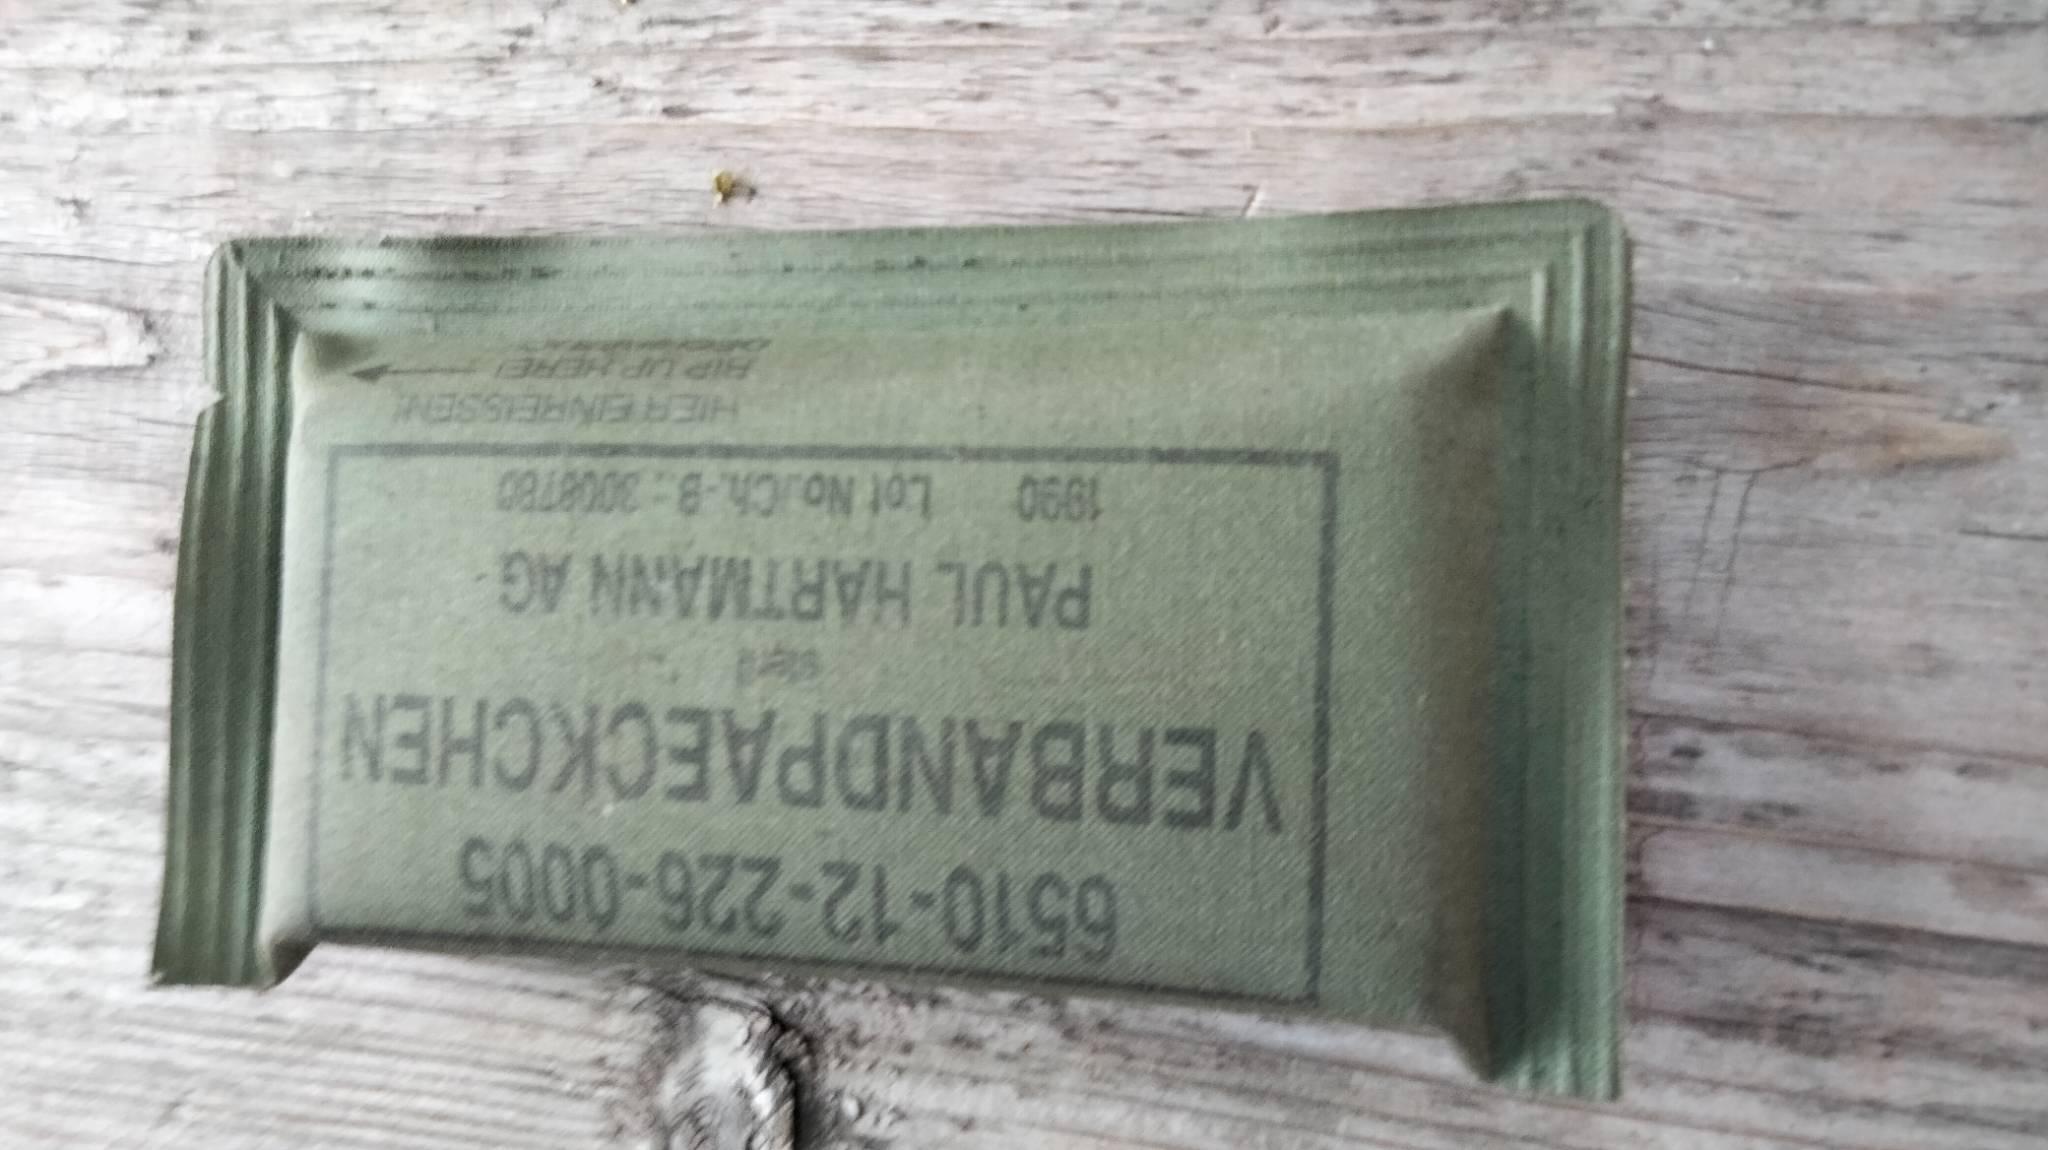 6510-12-226-0005
VERBANDPAECKCHEN
steril
PAUL HARTMANN AG
1990 Lot No./Ch.-B.: 3008780
HIER EINREISSEN!
RIP UP HERE!